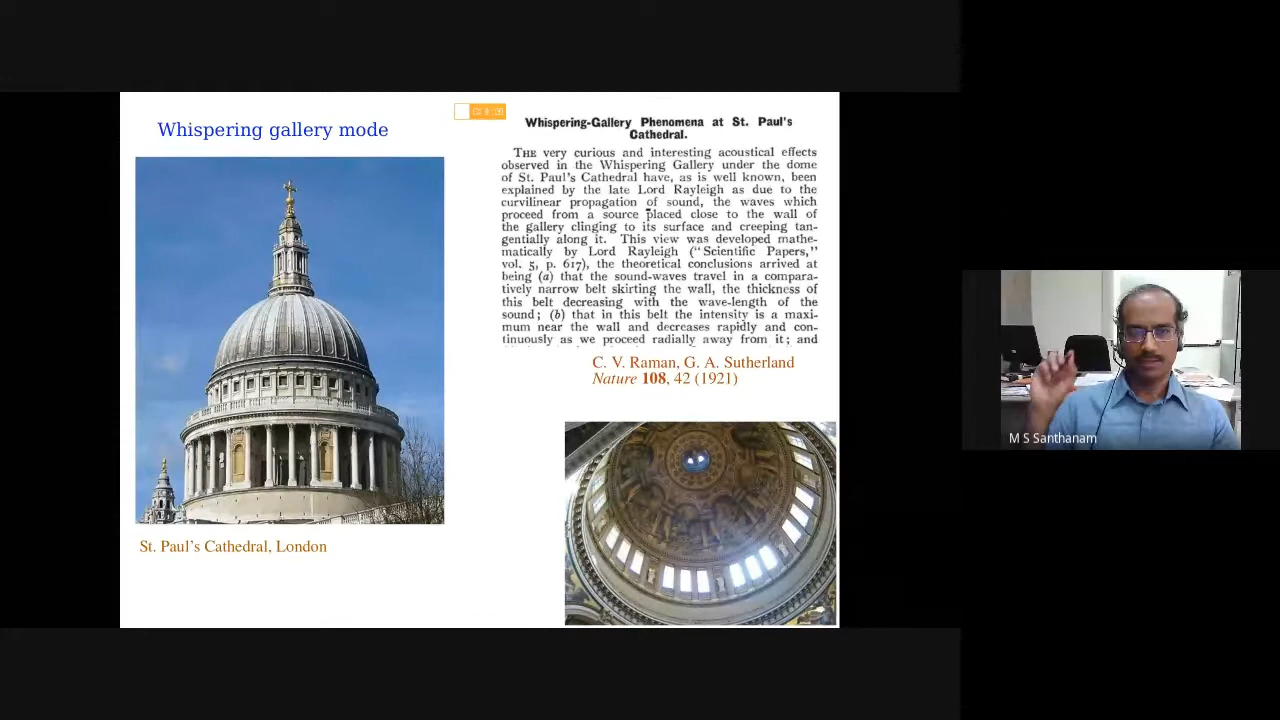 Whispering gallery mode
St. Paul's Cathedral, London
Whispering-Gallery Phenomena at St. Paul's
Cathedral.
THE very curious and interesting acoustical effects
observed in the Whispering Gallery under the dome
of St. Paul's Cathedral have, as is well known, been
explained by the late Lord Rayleigh as due to the
curvilinear propagation of sound, the waves which
proceed from a source placed close to the wall of
the gallery clinging to its surface and creeping tan-
gentially along it. This view was developed mathe-
matically by Lord Rayleigh ("Scientific Papers,"
vol. 5, p. 617), the theoretical conclusions arrived at
being (a) that the sound-waves travel in a compara-
tively narrow belt skirting the wall, the thickness of
this belt decreasing with the wave-length of the
sound; (b) that in this belt the intensity is a maxi-
mum near the wall and decreases rapidly and con-
tinuously as we proceed radially away from it; and
C. V. Raman, G. A. Sutherland
Nature 108, 42 (1921)
M S Santhanam